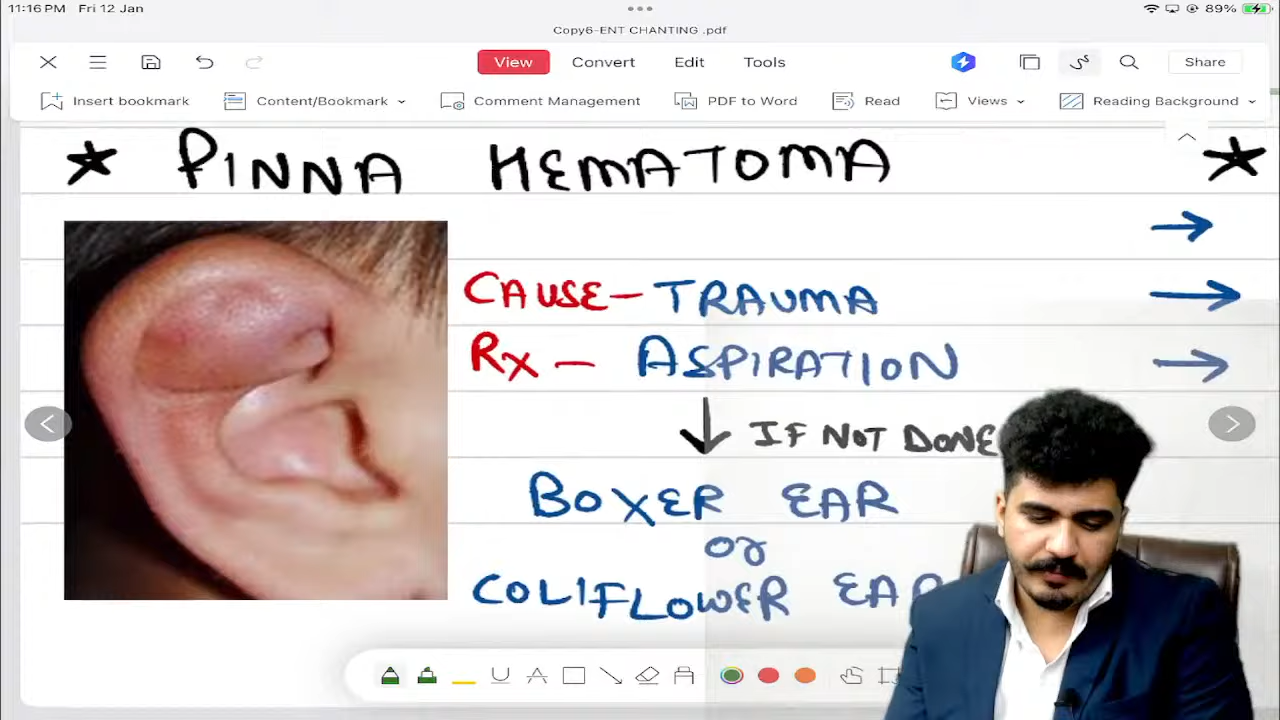 11:16 PM Fri 12 Jan
89%
Copy6-ENT CHANTING .pdf
View Convert Edit Tools
Share
Insert bookmark Content/Bookmark Comment Management PDF to Word Read Views Reading Background
* PINNA HEMATOMA *
→
CAUSE - TRAUMA →
Rx - ASPIRATION →
↓ IF NOT DONE
BOXER EAR
or
COLIFLOWER EAR